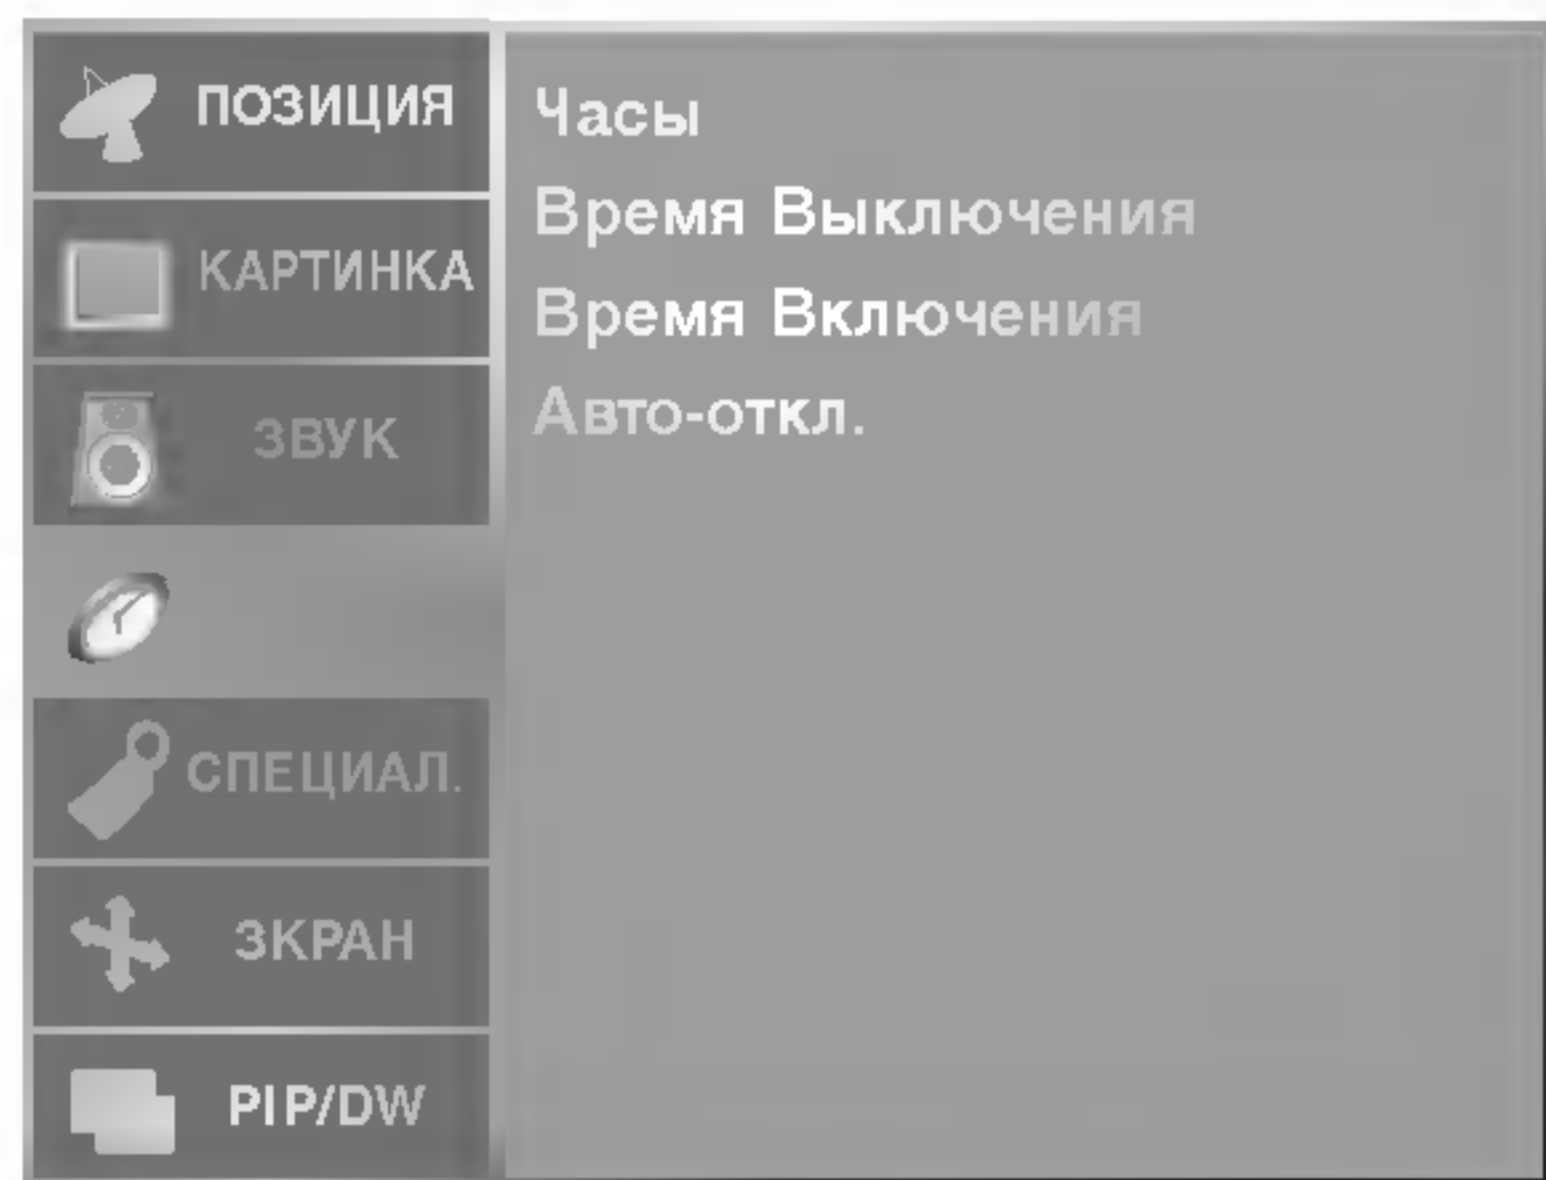 ПОЗИЦИЯ
КАРТИНКА
ЗВУК
СПЕЦИАЛ.
ЗКРАН
PIP/DW
Часы
Время Выключения
Время Включения
Авто-откл.